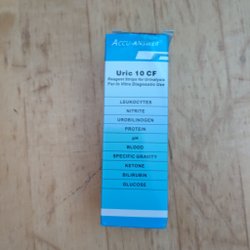 ACCU-ANSWER
Uric 10 CF
Reagent Strips for Urinalysis
For In Vitro Diagnostic Use
LEUKOCYTES
NITRITE
UROBILINOGEN
PROTEIN
pH
BLOOD
SPECIFIC GRAVITY
KETONE
BILIRUBIN
GLUCOSE